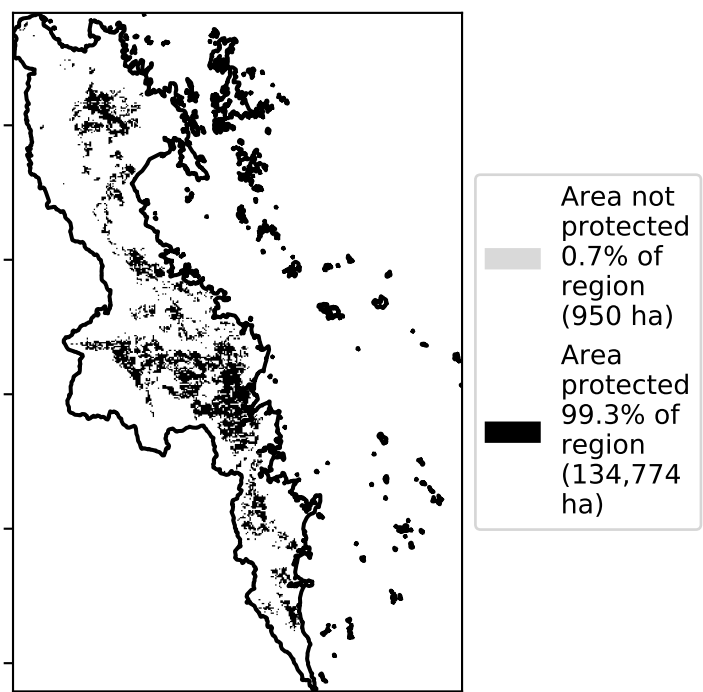 Area not
protected
0.7% of
region
(950 ha)
Area
protected
99.3% of
region
(134,774
ha)